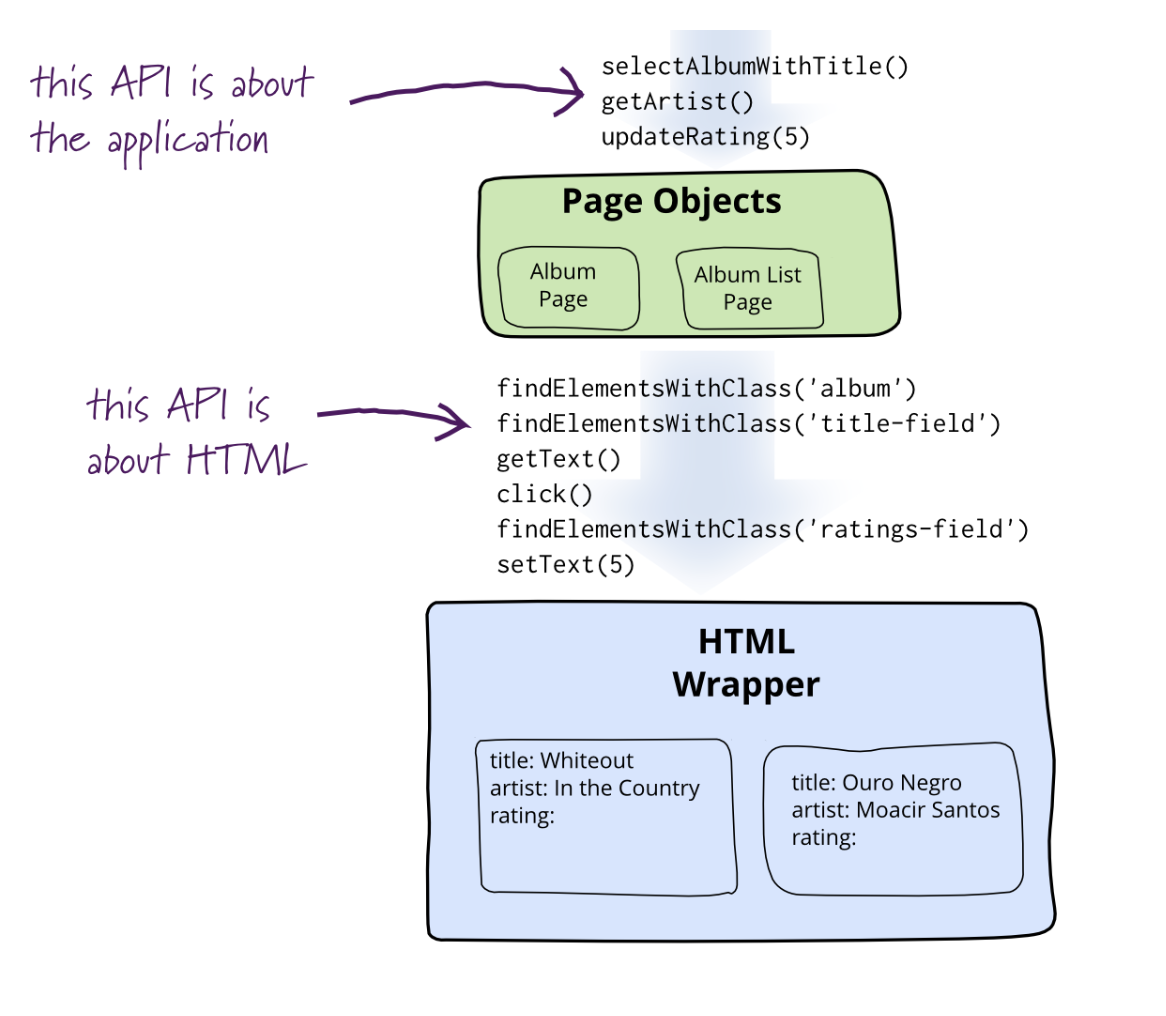 this API is about
the application
selectAlbumWithTitle()
getArtist()
updateRating(5)
Page Objects
Album
Page
Album List
Page
this API is
about HTML
findElementsWithClass('album')
findElementsWithClass('title-field')
getText()
click()
findElementsWithClass('ratings-field')
setText(5)
HTML
Wrapper
title: Whiteout
artist: In the Country
rating:
title: Ouro Negro
artist: Moacir Santos
rating: